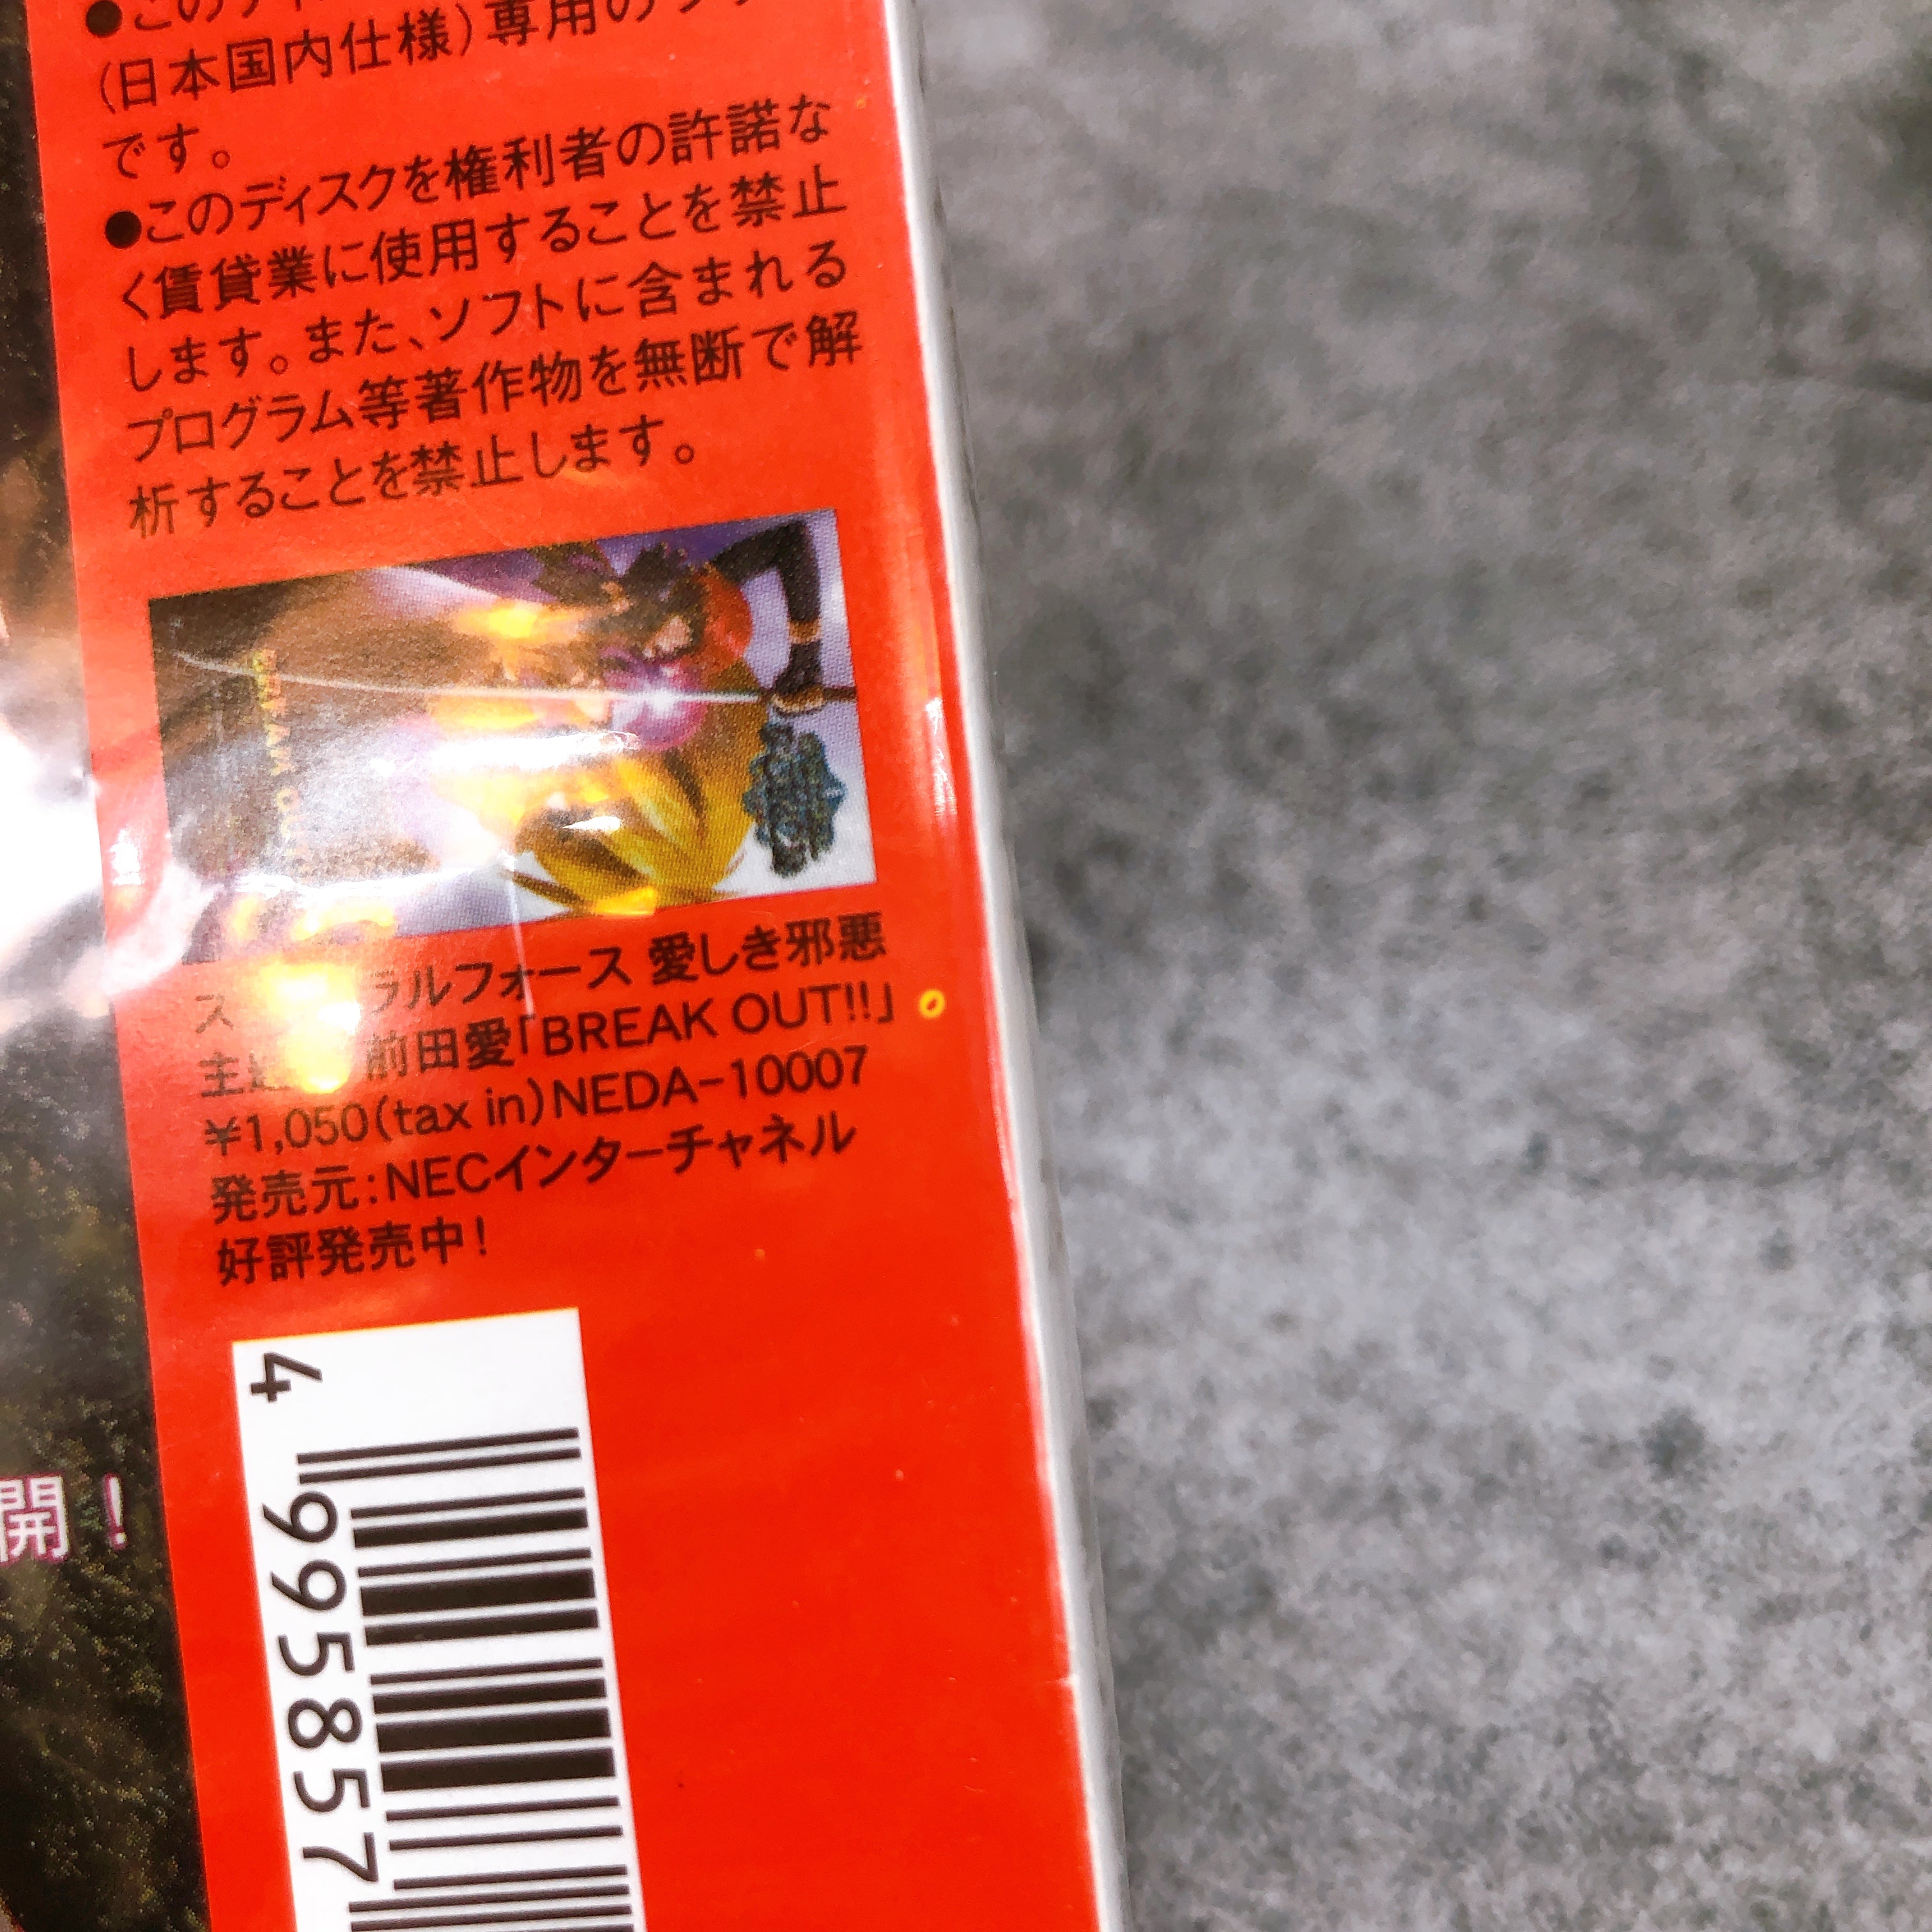 ●このディ
(日本国内仕様)専用の
です。
●このディスクを権利者の許諾な
く賃貸業に使用することを禁止
します。また、ソフトに含まれる
プログラム等著作物を無断で解
析することを禁止します。
ス ラルフォース 愛しき邪悪
主 前田愛「BREAK OUT!!」
¥1,050(tax in)NEDA-10007
発売元:NECインターチャネル
好評発売中!
4 995857
開!